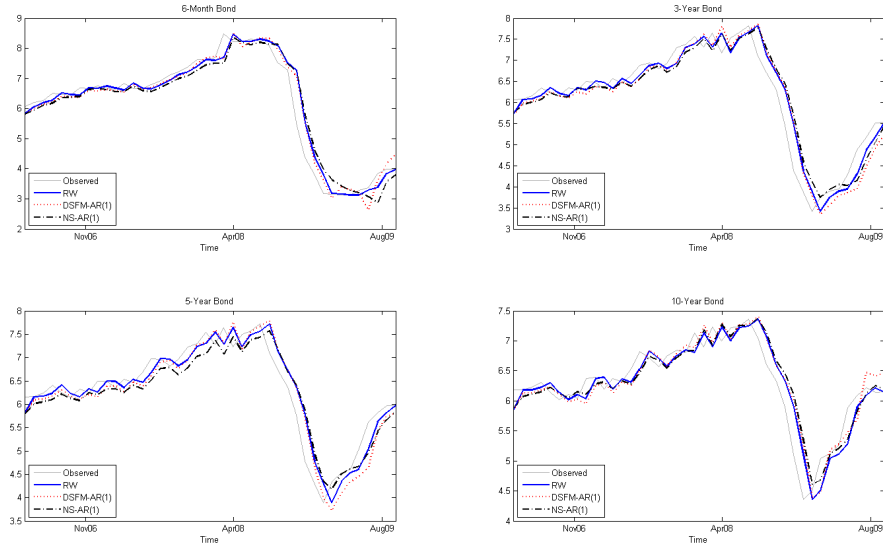 6-Month Bond
9
8
7
6
5
4
3
2
Observed
RW
DSFM-AR(1)
NS-AR(1)
Nov06
Apr08
Aug09
Time
3-Year Bond
8
7.5
7
6.5
6
5.5
5
4.5
4
3.5
3
Observed
RW
DSFM-AR(1)
NS-AR(1)
Nov06
Apr08
Aug09
Time
5-Year Bond
8
7.5
7
6.5
6
5.5
5
4.5
4
3.5
Observed
RW
DSFM-AR(1)
NS-AR(1)
Nov06
Apr08
Aug09
Time
10-Year Bond
7.5
7
6.5
6
5.5
5
4.5
4
Observed
RW
DSFM-AR(1)
NS-AR(1)
Nov06
Apr08
Aug09
Time